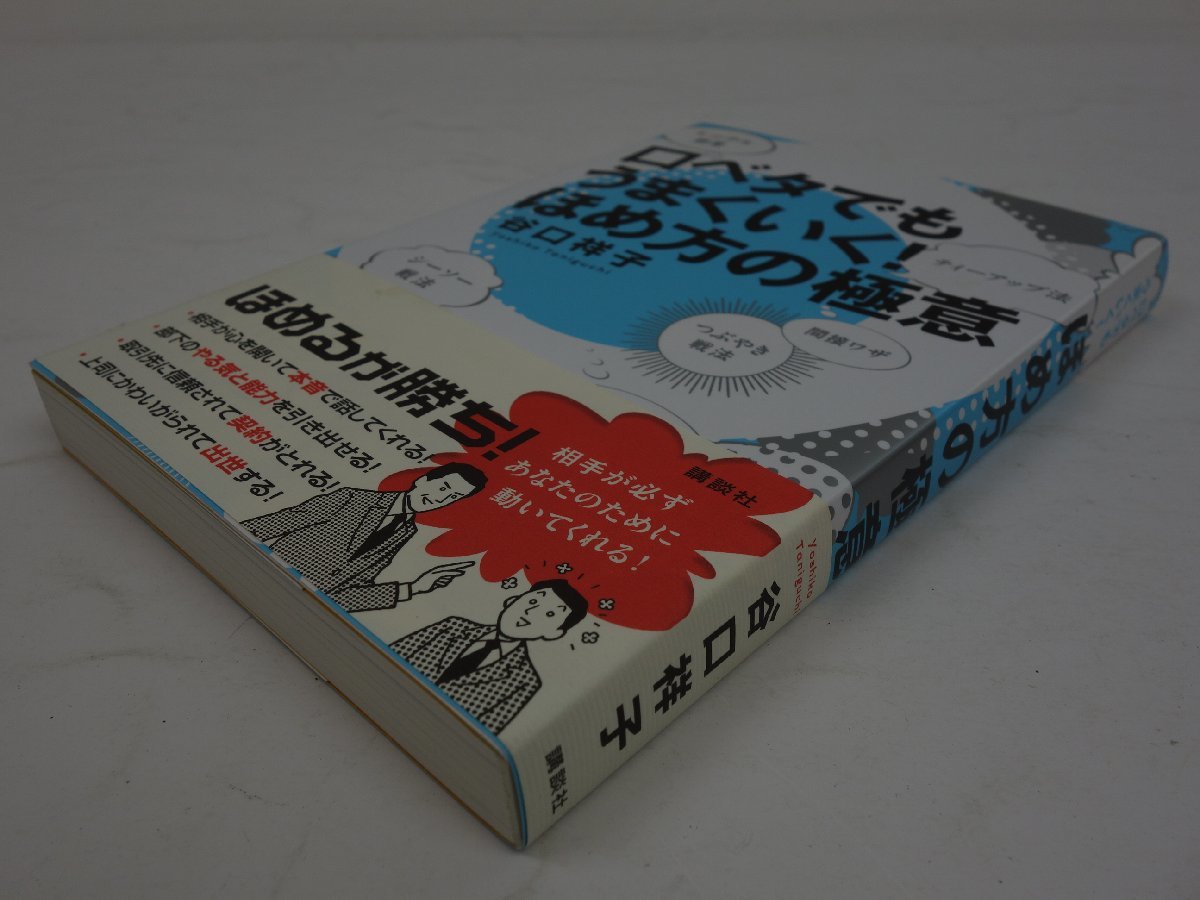 口ベタでも
うまくいく!
ほめ方の極意
谷口祥子
Yoshiko Taniguchi
シーソー
戦法
ティーアップ法
つぶやき
戦法
間接ワザ
ほめるが勝ち!
・相手が心を開いて本音で話してくれる!
・部下のやる気と能力を引き出せる!
・取引先に信頼されて契約がとれる!
・上司にかわいがられて出世する!
相手が必ず
あなたのために
動いてくれる!
講談社
ほめ方の極意
Yoshiko
Taniguchi
谷口祥子
講談社